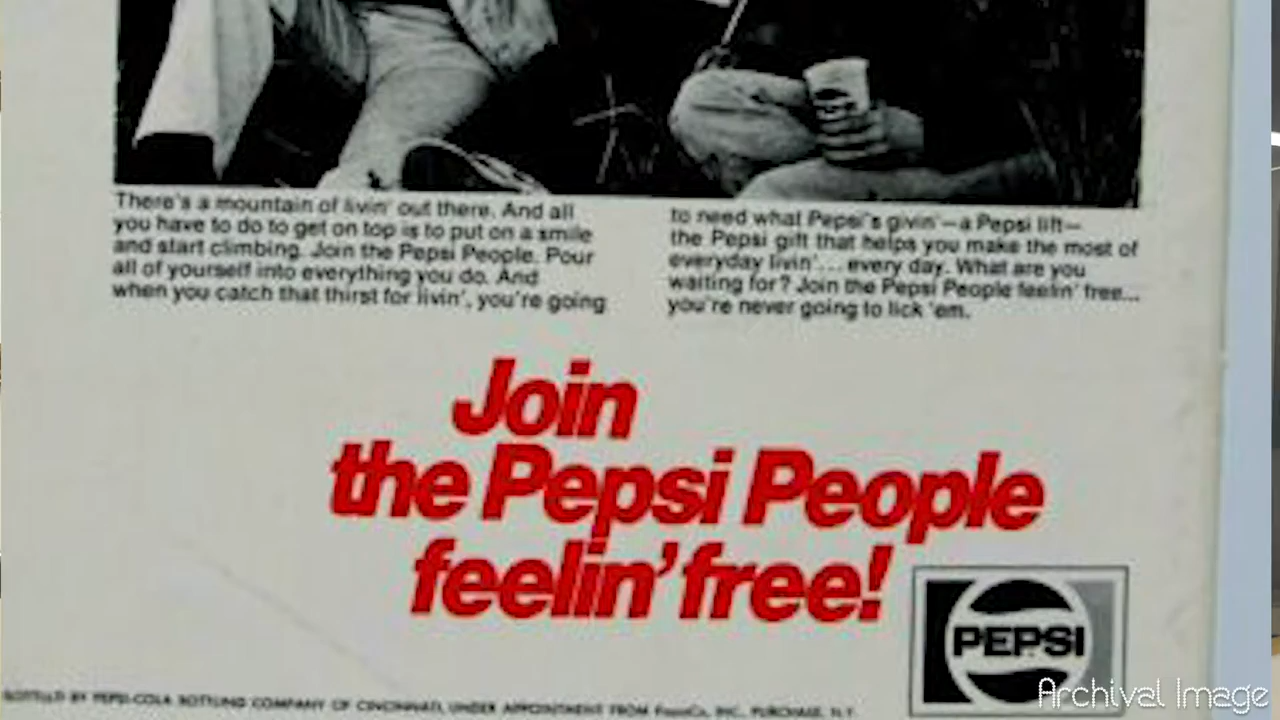 There's a mountain of livin' out there. And all
you have to do to get on top is to put on a smile
and start climbing. Join the Pepsi People. Pour
all of yourself into everything you do. And
when you catch that thirst for livin', you're going
to need what Pepsi's givin'—a Pepsi lift—
the Pepsi gift that helps you make the most of
everyday livin'... every day. What are you
waiting for? Join the Pepsi People feelin' free...
you're never going to lick 'em.
Join
the Pepsi People
feelin' free!
PEPSI
BOTTLED BY PEPSI-COLA BOTTLING COMPANY OF CINCINNATI, UNDER APPOINTMENT FROM PepsiCo, INC., PURCHASE, N.Y.
Archival Image